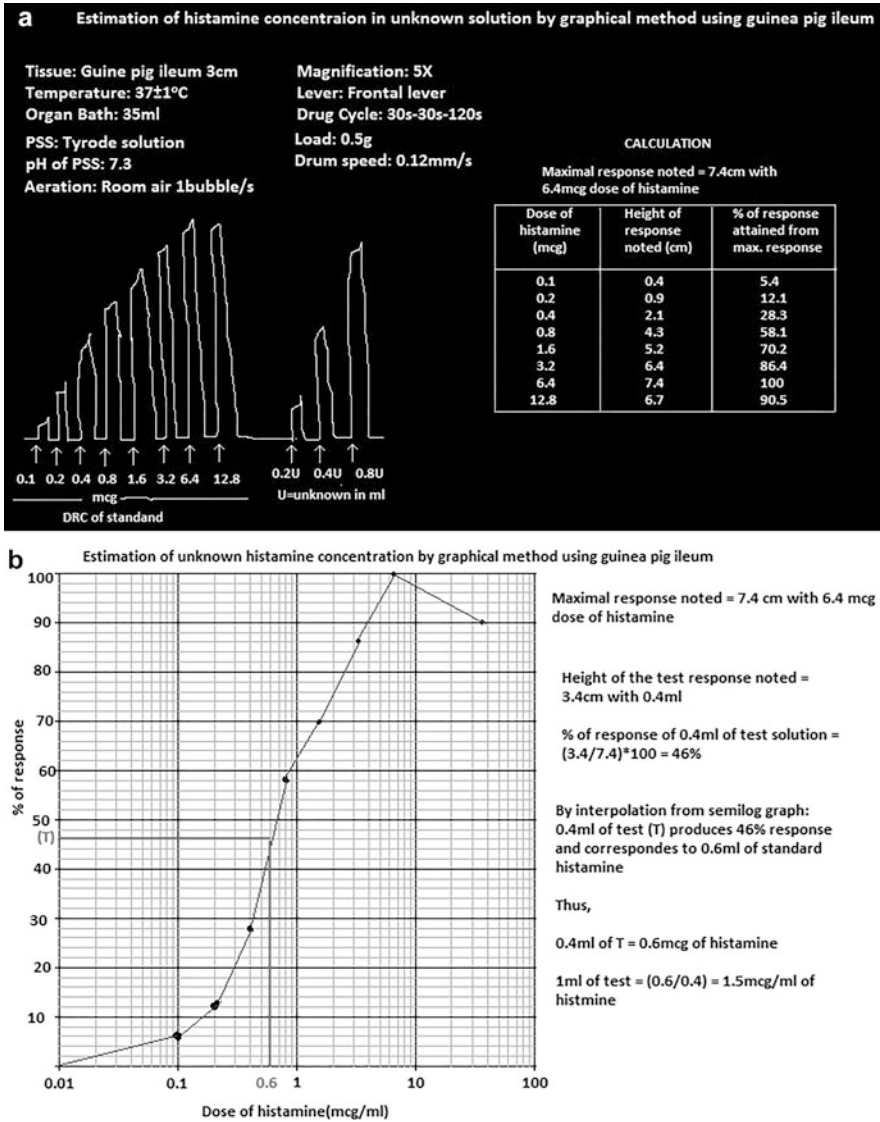 a Estimation of histamine concentraion in unknown solution by graphical method using guinea pig ileum
Tissue: Guine pig ileum 3cm
Temperature: 37±1°C
Organ Bath: 35ml
PSS: Tyrode solution
pH of PSS: 7.3
Aeration: Room air 1bubble/s
Magnification: 5X
Lever: Frontal lever
Drug Cycle: 30s-30s-120s
Load: 0.5g
Drum speed: 0.12mm/s
0.1 0.2 0.4 0.8 1.6 3.2 6.4 12.8
mcg
DRC of standand
0.2U 0.4U 0.8U
U=unknown in ml
CALCULATION
Maximal response noted = 7.4cm with
6.4mcg dose of histamine
Dose of histamine (mcg) Height of response noted (cm) % of response attained from max. response
0.1 0.4 5.4
0.2 0.9 12.1
0.4 2.1 28.3
0.8 4.3 58.1
1.6 5.2 70.2
3.2 6.4 86.4
6.4 7.4 100
12.8 6.7 90.5
b Estimation of unknown histamine concentration by graphical method using guinea pig ileum
% of response
100
90
80
70
60
50
(T)
40
30
20
10
0.01 0.1 0.6 1 10 100
Dose of histamine(mcg/ml)
Maximal response noted = 7.4 cm with 6.4 mcg
dose of histamine
Height of the test response noted =
3.4cm with 0.4ml
% of response of 0.4ml of test solution =
(3.4/7.4)*100 = 46%
By interpolation from semilog graph:
0.4ml of test (T) produces 46% response
and correspondes to 0.6ml of standard
histamine
Thus,
0.4ml of T = 0.6mcg of histamine
1ml of test = (0.6/0.4) = 1.5mcg/ml of
histmine